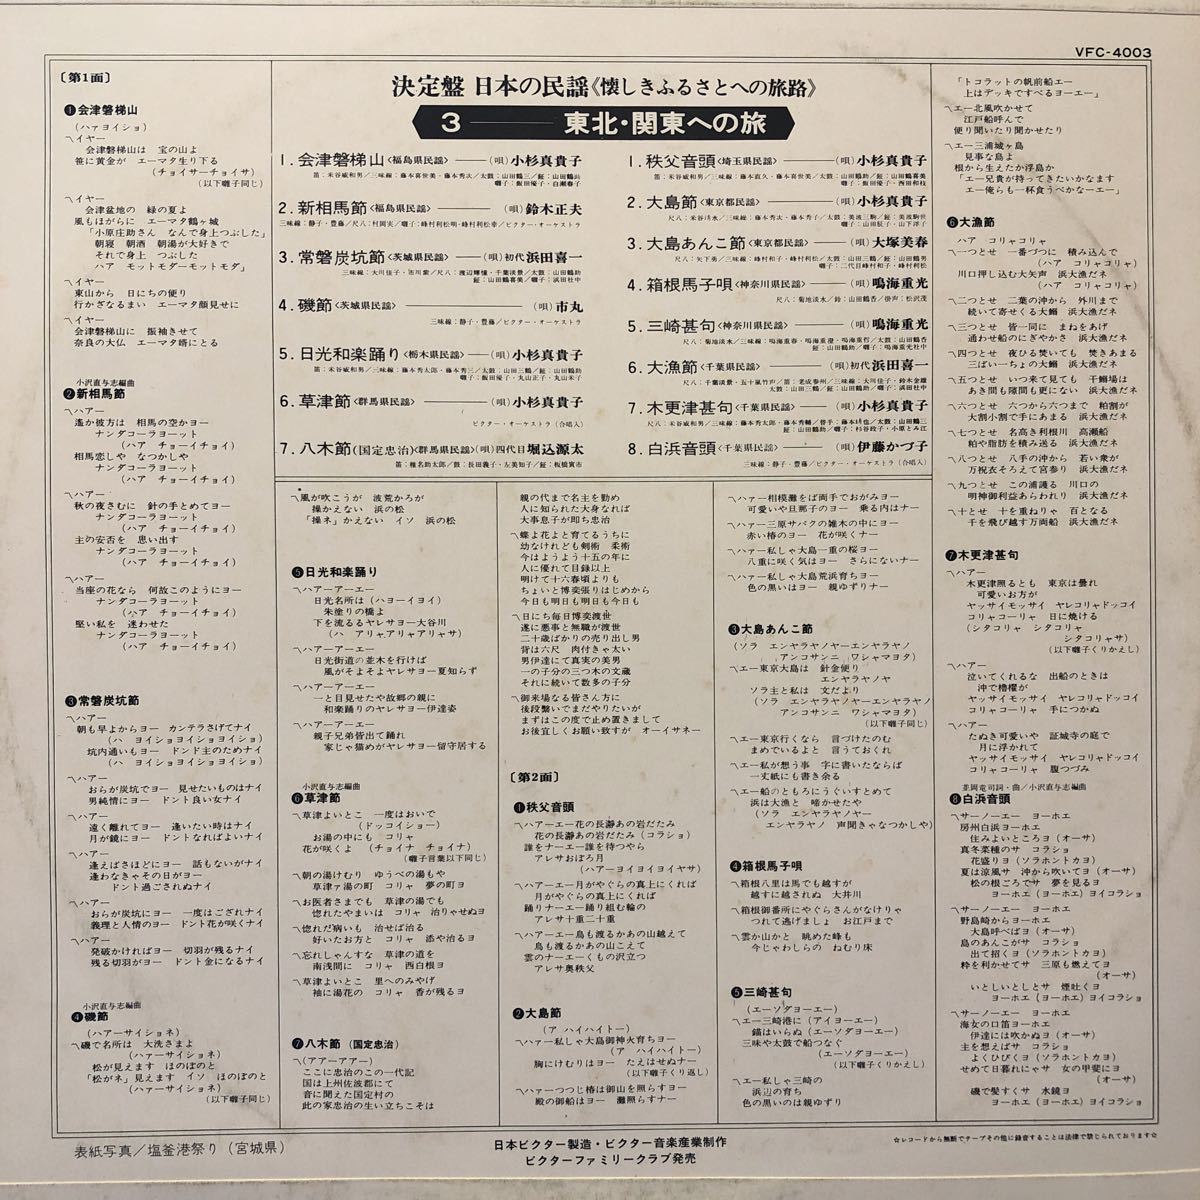 VFC-4003
決定盤 日本の民謡《懐しきふるさとへの旅路》
3 ── 東北・関東への旅
1. 会津磐梯山<福島県民謡>──(唄)小杉真貴子
2. 新相馬節<福島県民謡>──(唄)鈴木正夫
3. 常磐炭坑節<茨城県民謡>──(唄)初代浜田喜一
4. 磯節<茨城県民謡>──(唄)市丸
三味線:静子・豊藤/ビクター・オーケストラ
5. 日光和楽踊り<栃木県民謡>──(唄)小杉真貴子
6. 草津節<群馬県民謡>──(唄)小杉真貴子
ビクター・オーケストラ(合唱入)
7. 八木節(国定忠治)<群馬県民謡>(唄)四代目堀込源太
1. 秩父音頭<埼玉県民謡>──(唄)小杉真貴子
2. 大島節<東京都民謡>──(唄)小杉真貴子
3. 大島あんこ節<東京都民謡>──(唄)大塚美春
4. 箱根馬子唄<神奈川県民謡>──(唄)鳴海重光
5. 三崎甚句<神奈川県民謡>──(唄)鳴海重光
6. 大漁節<千葉県民謡>──(唄)初代浜田喜一
7. 木更津甚句<千葉県民謡>──(唄)小杉真貴子
8. 白浜音頭<千葉県民謡>──(唄)伊藤かづ子
三味線:静子・豊藤/ビクター・オーケストラ(合唱入)
〔第1面〕
❶会津磐梯山
(ハァヨイショ)
〽イヤー
会津磐梯山は 宝の山よ
笹に黄金が エーマタ生り下る
(チョイサーチョイサ)
(以下囃子同じ)
〽イヤー
会津盆地の 緑の夏よ
風もほがらに エーマタ鶴ヶ城
「小原庄助さん なんで身上つぶした」
朝寝 朝酒 朝湯が大好きで
それで身上 つぶした
ハア モットモダーモットモダ」
〽イヤー
東山から 日にちの便り
行かざなるまい エーマタ顔見せに
〽イヤー
会津磐梯山に 振袖きせて
奈良の大仏 エーマタ婿にとる
小沢直与志編曲
❷新相馬節
〽ハアー
遙か彼方は 相馬の空かヨー
ナンダコーラヨーット
(ハア チョーイチョイ)
相馬恋しや なつかしや
ナンダコーラヨーット
(ハア チョーイチョイ)
〽ハアー
秋の夜さむに 針の手とめてヨー
ナンダコーラヨーット
(ハア チョーイチョイ)
主の安否を 思い出す
ナンダコーラヨーット
(ハア チョーイチョイ)
〽ハアー
当座の花なら 何故このようにヨー
ナンダコーラヨーット
(ハア チョーイチョイ)
堅い私を 迷わせた
ナンダコーラヨーット
(ハア チョーイチョイ)
❸常磐炭坑節
〽ハアー
朝も早よからヨー カンテラさげてナイ
(ハ ヨイショヨイショヨイショ)
坑内通いもヨー ドンド主のためナイ
(ハ ヨイショヨイショヨイショ)
〽ハアー
おらが炭坑でヨー 見せたいものはナイ
男純情にヨー ドント良い女ナイ
〽ハアー
遠く離れてヨー 逢いたい時はナイ
月が鏡にヨー ドントなればよいナイ
〽ハアー
逢えばさほどにヨー 話もないがナイ
逢わなきゃその日がヨー
ドント過ごされぬナイ
〽ハアー
おらが炭坑にヨー 一度はござれナイ
義理と人情のヨー ドント花が咲くナイ
〽ハアー
発破かければヨー 切羽が残るナイ
残る切羽がヨー ドント金になるナイ
小沢直与志編曲
❹磯節
(ハアーサイショネ)
〽磯で名所は 大洗さまよ
(ハァーサイショネ)
松が見えます ほのぼのと
「松がネ」見えます イソ ほのぼのと
(ハアーサイショネ)
(以下囃子同じ)
〽風が吹こうが 波荒かろが
操かえない 浜の松
「操ネ」かえない イソ 浜の松
❺日光和楽踊り
〽ハアーアーエー
日光名所は(ハヨーイヨイ)
朱塗りの橋よ
下を流るるヤレサヨー大谷川
(ハ アリャアリャアリャサ)
〽ハアーアーエー
日光街道の並木を行けば
風がそよそよヤレサヨー夏知らず
〽ハアーアーエー
一と目見せたや故郷の親に
和楽踊りのヤレサヨー伊達姿
〽ハアーアーエー
親子兄弟皆出て踊れ
家じゃ猫めがヤレサヨー留守居する
小沢直与志編曲
❻草津節
〽草津よいとこ 一度はおいで
(ドッコイショー)
お湯の中にも コリャ
花が咲くよ (チョイナ チョイナ)
(囃子言葉以下同じ)
〽朝の湯けむり ゆうべの湯もや
草津ァ湯の町 コリャ 夢の町ヨ
〽お医者さまでも 草津の湯でも
惚れたやまいは コリャ 治りゃせぬヨ
〽惚れた病いも 治せば治る
好いたお方と コリャ 添や治るヨ
〽忘れしゃんすな 草津の道を
南浅間に コリャ 西白根ヨ
〽草津よいとこ 里へのみやげ
袖に湯花の コリャ 香が残るヨ
❼八木節 (国定忠治)
〽(アアーアアー)
ここに忠治のこの一代記
国は上州佐波郡にて
音に聞えた国定村の
此の家忠治の生い立ちこそは
親の代まで名主を勤め
人に知られた大身なれば
大事息子が即ち忠治
〽蝶よ花よと育てるうちに
幼なけれども剣術 柔術
今はようよう十五の年に
人に優れて目録以上
明けて十六春頃よりも
ちょいと博奕張りはじめから
今日も明日も明日も今日も
〽日にち毎日博奕渡世
遂に悪事と無職が渡世
二十歳ばかりの売り出し男
背は六尺 肉付きゃ太い
男伊達にて真実の美男
一の子分の三つ木の文蔵
それに続いて数多の子分
〽御来場なる皆さん方に
後段繋いでまだやりたいが
まずはこの度で止め置きまして
お後宜しくお願い致すが オーイサネー
〔第2面〕
❶秩父音頭
〽ハアーエー花の長瀞あの岩だたみ
花の長瀞あの岩だたみ(コラショ)
誰をナーエー誰を待つやら
アレサおぼろ月
(ハアーヨイヨイヨイヤサ)
〽ハアーエー月がやぐらの真上にくれば
月がやぐらの真上にくれば
踊りナーエー踊り組む輪の
アレサ十重二十重
〽ハアーエー鳥も渡るかあの山越えて
鳥も渡るかあの山こえて
雲のナーエーくもの沢立つ
アレサ奥秩父
❷大島節
(ア ハイハイトー)
〽ハァー私しゃ大島御神火育ちヨー
(ア ハイハイトー)
胸にけむりはヨー たえはせぬナー
(以下囃子くり返し)
〽ハァーつつじ椿は御山を照らすヨー
殿の御船はヨー 灘照らすナー
〽ハァー相模灘をば両手でおがみヨー
可愛いや旦那子のヨー 乗る内はナー
〽ハァー三原サバクの雑木の中にヨー
赤い椿のヨー 花が咲くナー
〽ハァー私しゃ大島一重の桜ヨー
八重に咲く気はヨー さらにないナー
〽ハァー私しゃ大島荒浜育ちヨー
色の黒いはヨー 親ゆずりナー
❸大島あんこ節
(ソラ エンヤラヤノヤーエンヤラヤノ
アンコサンニ ワシャマヨタ)
〽エー東京大島は 針金便り
エンヤラヤノヤ
ソラ主と私は 文だより
(ソラ エンヤラヤノヤーエンヤラヤノ
アンコサンニ ワシャマヨタ)
(以下囃子同じ)
〽エー東京行くなら 言づけたのむ
まめでいるよと 言うておくれ
〽エー私が想う事 字に書いたならば
一丈紙にも書き余る
〽エー船のともろにうぐいすとめて
浜は大漁と 啼かせたや
(ソラ エンヤラヤノヤー
エンヤラヤノ 声聞きゃなつかしや)
❹箱根馬子唄
〽箱根八里は馬でも越すが
越すに越されぬ 大井川
〽箱根御番所にやぐらさんがなけりゃ
つれて逃げましょ お江戸まで
〽雲か山かと 眺めた峰も
今じゃわしらの ねむり床
❺三崎甚句
(エーソダヨーエー)
〽エー三崎港に(アイヨーエー)
錨はいらぬ(エーソダヨーエー)
三味や太鼓で船つなぐ
(エーソダヨーエー)
(以下囃子くりかえし)
〽エー私しゃ三崎の
浜辺の育ち
色の黒いのは親ゆずり
「トコラットの帆前船エー
上はデッキですべるヨーエー」
〽エー北風吹かせて
江戸船呼んで
便り聞いたり聞かせたり
〽エー三浦城ヶ島
見事な島よ
根から生えたか浮島か
「エー兄貴が持ってきたいかなます
エー俺らも一杯食うべかなーエー」
❻大漁節
ハア コリャコリャ
〽一つとせ 一番づつに 積み込んで
(ハア コリャコリャ)
川口押し込む大矢声 浜大漁だネ
(ハア コリャコリャ)
〽二つとせ 二葉の沖から 外川まで
続いて寄せくる大鰯 浜大漁だネ
〽三つとせ 皆一同に まねをあげ
通わせ船のにぎやかさ 浜大漁だネ
〽四つとせ 夜ひる焚いても 焚きあまる
三ばい一ちょの大鰯 浜大漁だネ
〽五つとせ いつ来て見ても 干鰯場は
あき間も隙間も更にない 浜大漁だネ
〽六つとせ 六つから六つまで 粕割が
大割小割で手にあまる 浜大漁だネ
〽七つとせ 名高き利根川 高瀬船
粕や脂肪を積み送る 浜大漁だネ
〽八つとせ 八手の沖から 若い衆が
万祝衣そろえて宮参り 浜大漁だネ
〽九つとせ この浦護る 川口の
明神御利益あらわれり 浜大漁だネ
〽十とせ 十を重ねりゃ 百となる
千を飛び越す万両船 浜大漁だネ
❼木更津甚句
〽ハアー
木更津照るとも 東京は曇れ
可愛いお方が
ヤッサイモッサイ ヤレコリャドッコイ
コリャコーリャ 日に焼ける
(シタコリャ シタコリャ
シタコリャサ)
(以下囃子くりかえし)
〽ハアー
泣いてくれるな 出船のときは
沖で櫓櫂が
ヤッサイモッサイ ヤレコリャドッコイ
コリャコーリャ 手につかぬ
〽ハアー
たぬき可愛いや 証城寺の庭で
月に浮かれて
ヤッサイモッサイ ヤレコリャドッコイ
コリャコーリャ 腹つづみ
小沢直与志編曲
❽白浜音頭
〽サーノーエー ヨーホエ
房州白浜ヨーホエ
住みよいところヨ(オーサ)
真冬菜種のサ コラショ
花盛りヨ(ソラホントカヨ)
夏は涼風サ 沖から吹いてヨ(オーサ)
松の根ごろでサ 夢を見るヨ
ヨーホエ(ヨーホエ)ヨイコラショ
〽サーノーエー ヨーホエ
野島崎からヨーホエ
大島呼べばヨ(オーサ)
島のあんこがサ コラショ
出て招くヨ(ソラホントカヨ)
粋を利かせてサ 三原も燃えてヨ
(オーサ)
いとしいとしとサ 煙吐くヨ
ヨーホエ(ヨーホエ)ヨイコラショ
〽サーノーエー ヨーホエ
海女の口笛ヨーホエ
伊達には吹かぬヨ(オーサ)
主を想えばサ コラショ
よくひびくヨ(ソラホントカヨ)
せめて日暮れにゃサ 女の甲斐にヨ
(オーサ)
磯で髪すくサ 水鏡ヨ
ヨーホエ(ヨーホエ)ヨイコラショ
表紙写真/塩釜港祭り(宮城県)
日本ビクター製造・ビクター音楽産業制作
ビクターファミリークラブ発売
☆レコードから無断でテープその他に録音することは法律で禁じられております☆